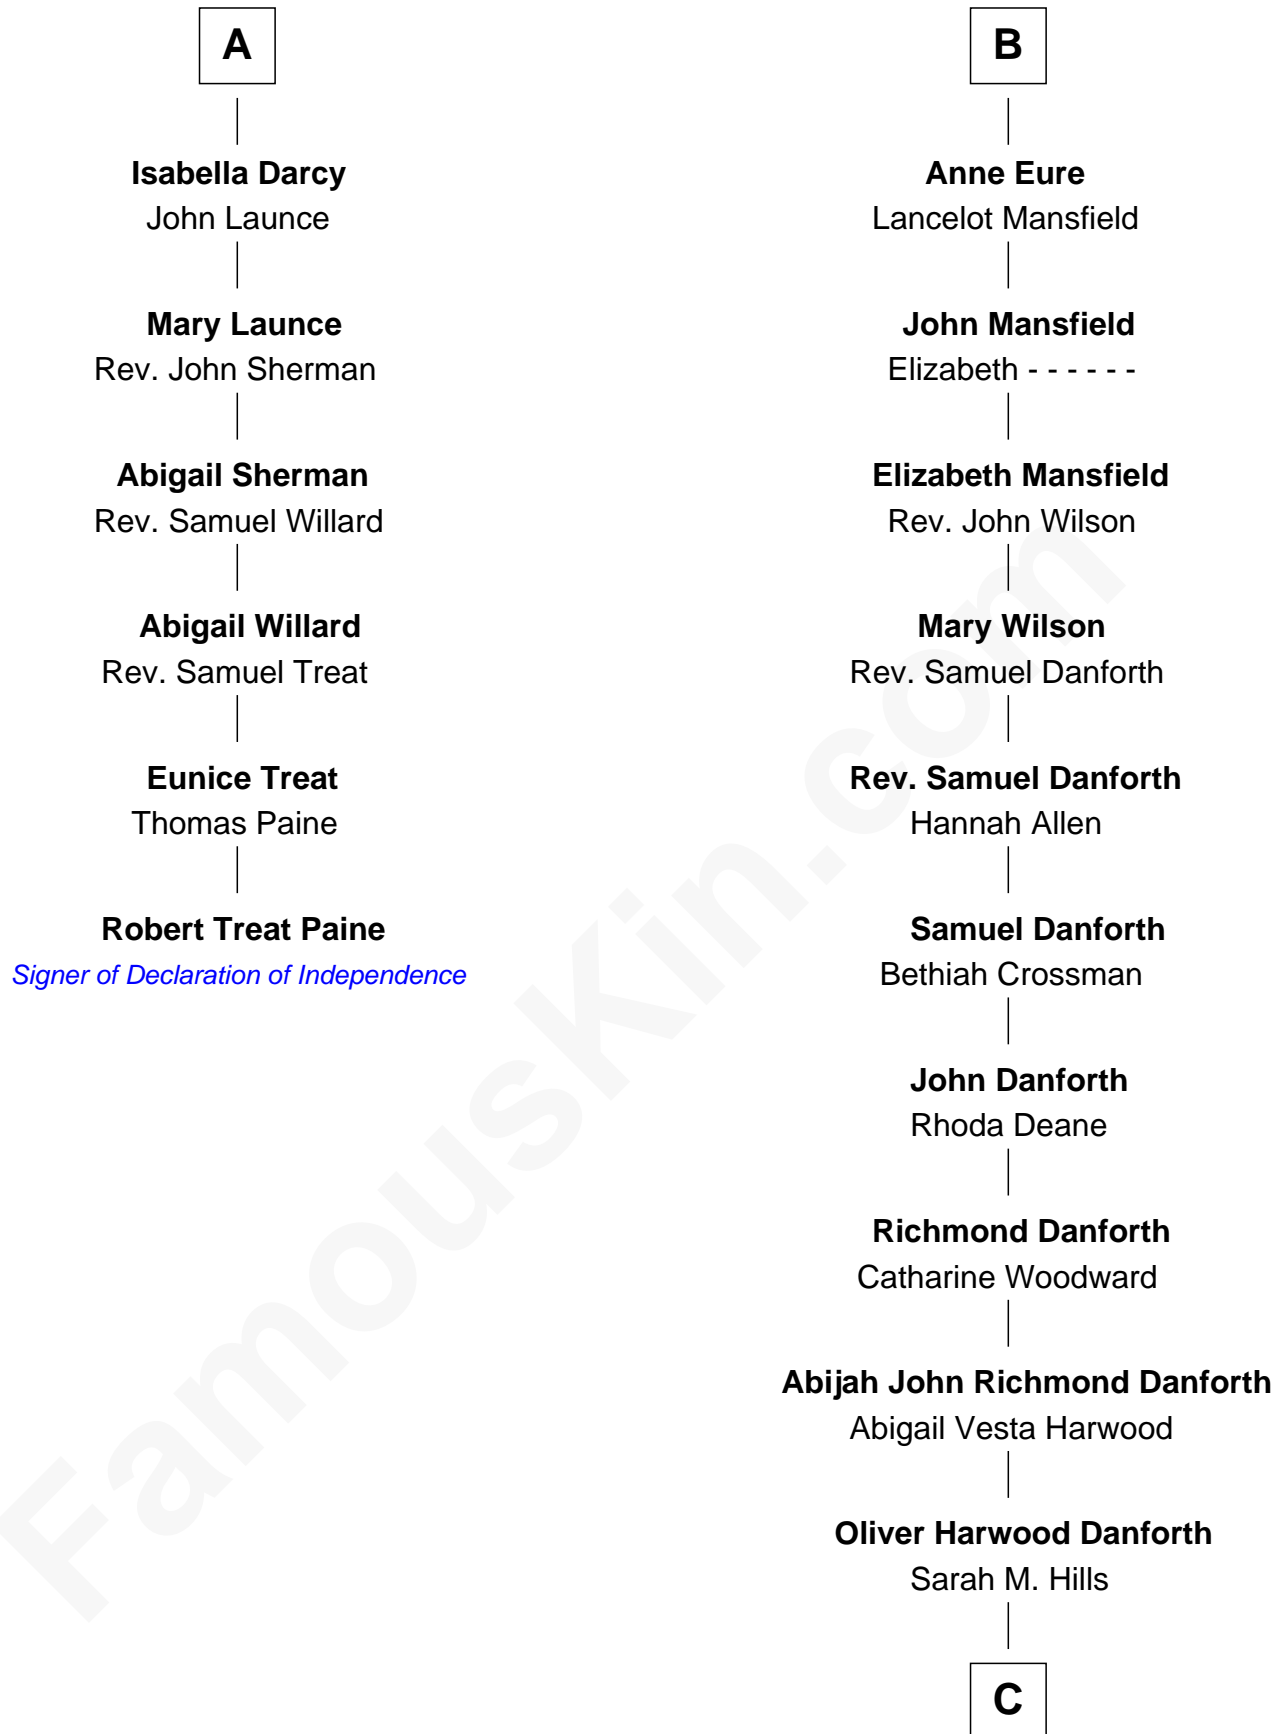 A
Isabella Darcy
John Launce
Mary Launce
Rev. John Sherman
Abigail Sherman
Rev. Samuel Willard
Abigail Willard
Rev. Samuel Treat
Eunice Treat
Thomas Paine
Robert Treat Paine
Signer of Declaration of Independence
B
Anne Eure
Lancelot Mansfield
John Mansfield
Elizabeth - - - - - -
Elizabeth Mansfield
Rev. John Wilson
Mary Wilson
Rev. Samuel Danforth
Rev. Samuel Danforth
Hannah Allen
Samuel Danforth
Bethiah Crossman
John Danforth
Rhoda Deane
Richmond Danforth
Catharine Woodward
Abijah John Richmond Danforth
Abigail Vesta Harwood
Oliver Harwood Danforth
Sarah M. Hills
C
FamousKin.com